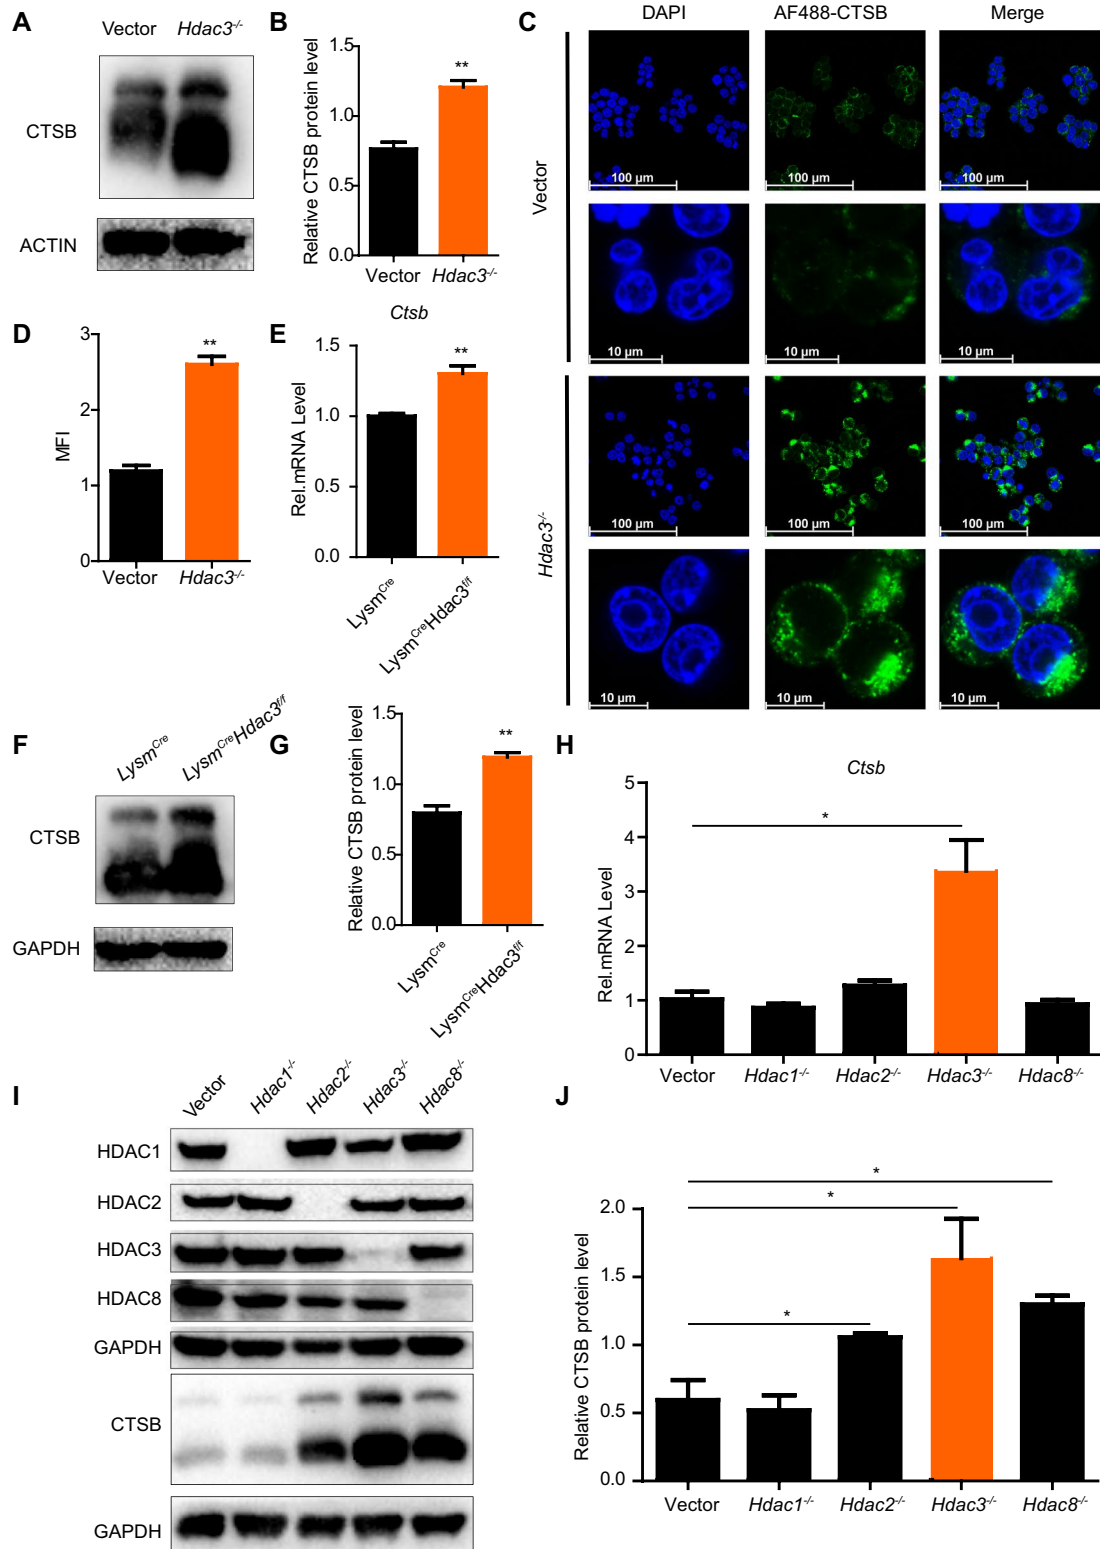 A
Vector Hdac3-/-
CTSB
ACTIN
B
Relative CTSB protein level
1.5
1.0
0.5
0.0
**
Vector Hdac3-/-
C
DAPI AF488-CTSB Merge
Vector
100 µm 100 µm 100 µm
10 µm 10 µm 10 µm
Hdac3-/-
100 µm 100 µm 100 µm
10 µm 10 µm 10 µm
D
MFI
3
2
1
0
**
Vector Hdac3-/-
E
Ctsb
Rel.mRNA Level
1.5
1.0
0.5
0.0
**
LysmCre
LysmCreHdac3f/f
F
LysmCre
LysmCreHdac3f/f
CTSB
GAPDH
G
Relative CTSB protein level
1.5
1.0
0.5
0.0
**
LysmCre
LysmCreHdac3f/f
H
Ctsb
Rel.mRNA Level
5
4
3
2
1
0
*
Vector Hdac1-/- Hdac2-/- Hdac3-/- Hdac8-/-
I
Vector Hdac1-/- Hdac2-/- Hdac3-/- Hdac8-/-
HDAC1
HDAC2
HDAC3
HDAC8
GAPDH
CTSB
GAPDH
J
Relative CTSB protein level
2.0
1.5
1.0
0.5
0.0
*
*
*
Vector Hdac1-/- Hdac2-/- Hdac3-/- Hdac8-/-